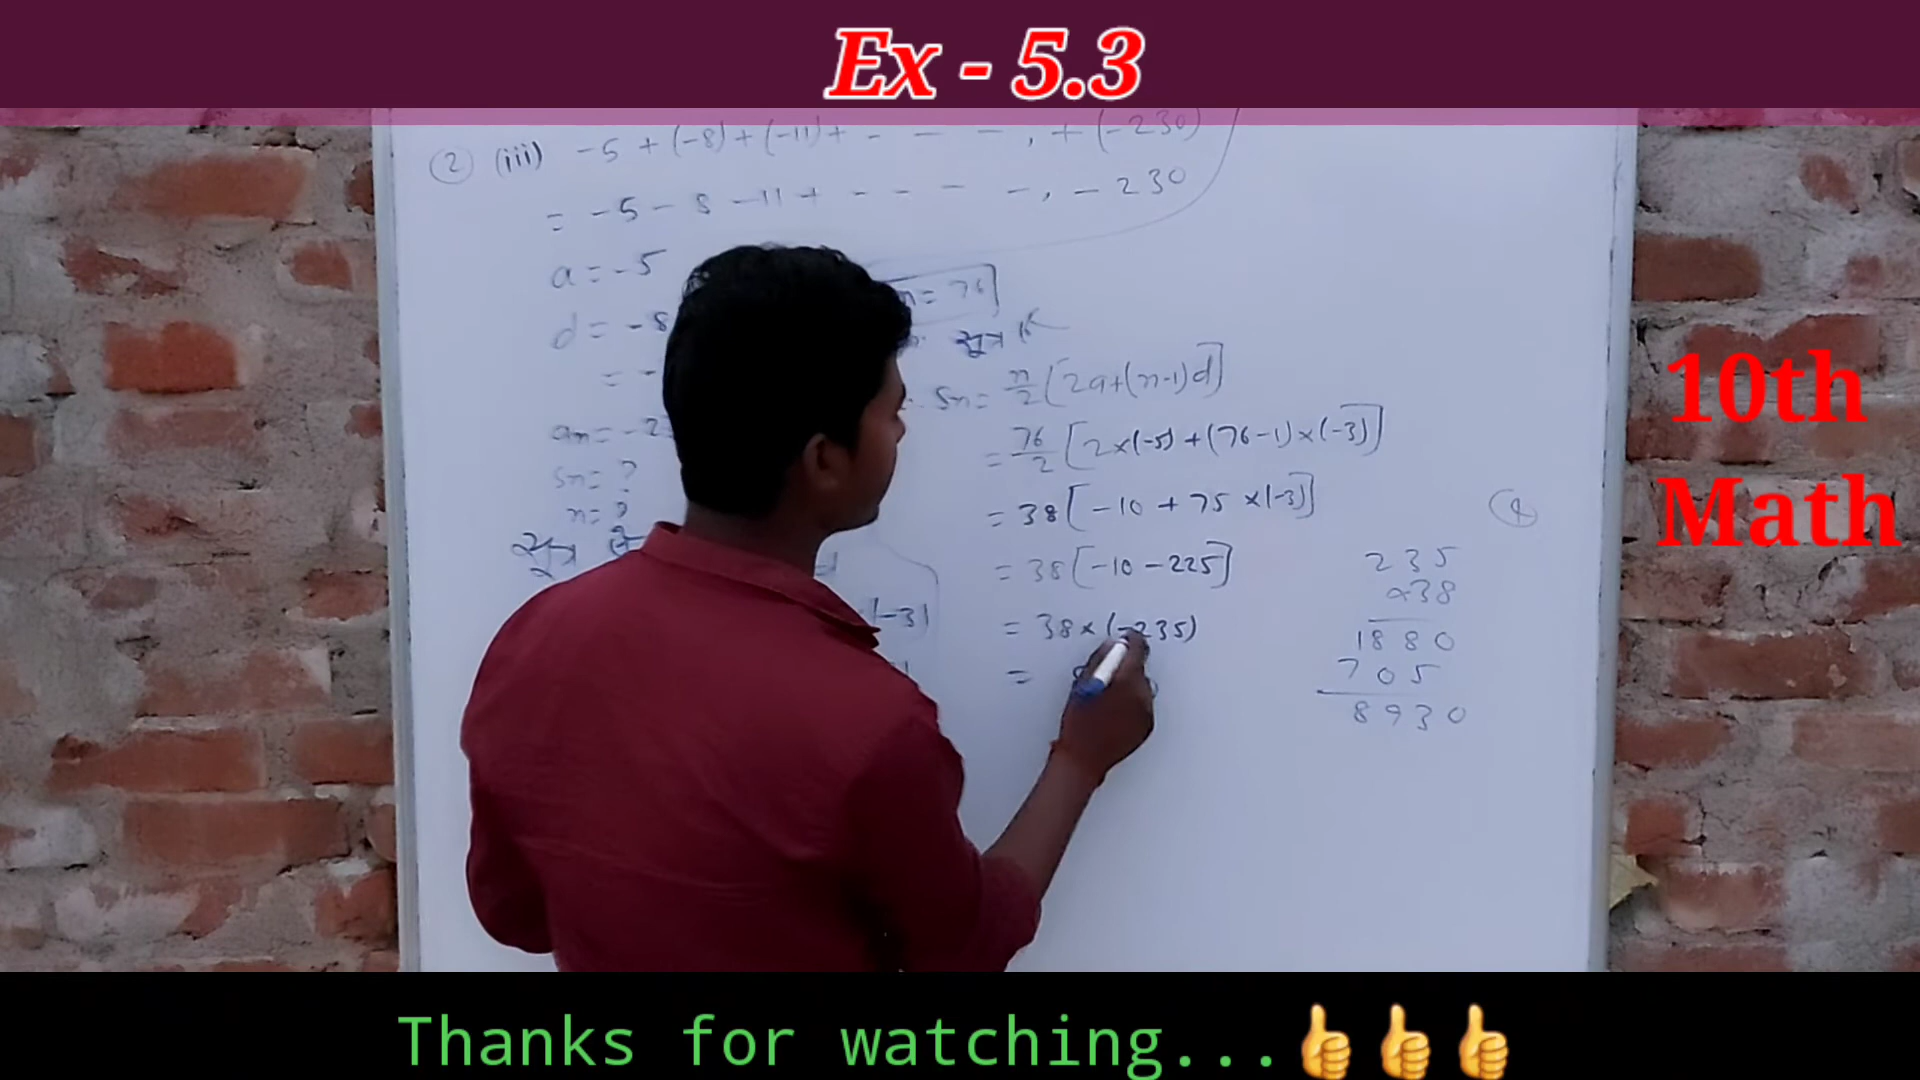 Ex - 5.3
② (iii) -5 + (-8) + (-11) + - - - , + (-230)
= -5 - 8 - 11 + - - - - , - 230
a = -5
d = -8
= -
an = -2
Sn = ?
n = ?
सूत्र
n = 76
सूत्र
Sn = n/2 [2a+(n-1)d]
= 76/2 [2×(-5) + (76-1)×(-3)]
= 38[-10 + 75 ×(-3)]
= 38[-10 - 225]
= 38×(-235)
=
235
×38
1880
705
8930
10th
Math
Thanks for watching...👍👍👍